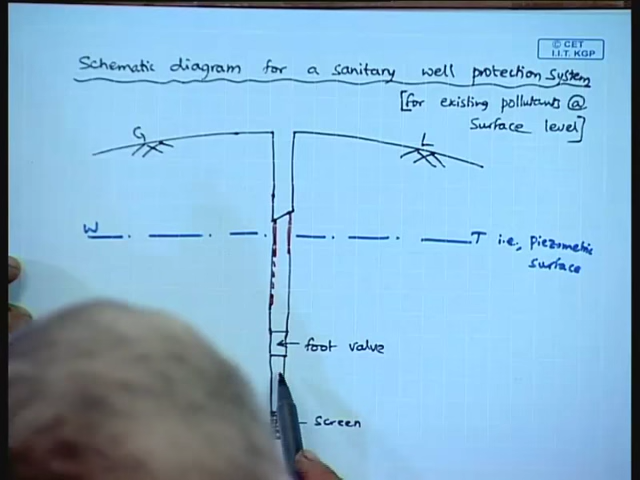 © CET
I.I.T. KGP
Schematic diagram for a sanitary well protection system
[for existing pollutants @
Surface level]
G L
W T i.e., Piezometric
Surface
foot valve
screen